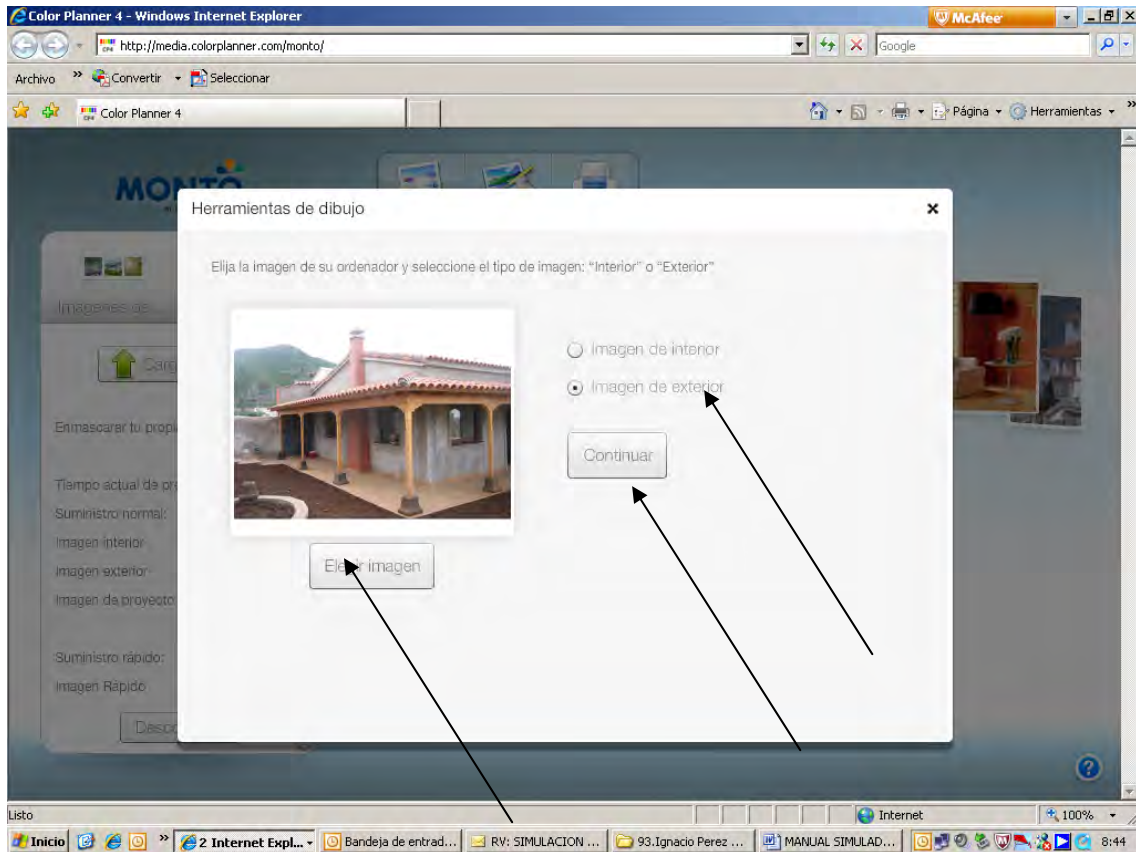 Color Planner 4 - Windows Internet Explorer
McAfee
http://media.colorplanner.com/monto/
Google
Archivo » Convertir Seleccionar
Color Planner 4
Página Herramientas »
Herramientas de dibujo
Elija la imagen de su ordenador y seleccione el tipo de imagen: "Interior" o "Exterior"
Imagen de interior
Imagen de exterior
Continuar
imagen
Imágenes de
Enmascarar tu
Tiempo actual de
Suministro normal:
Imagen interior
Imagen exterior
Imagen de proyecto
Suministro rápido:
Imagen Rápido
Listo
Internet
100%
Inicio » 2 Internet Expl... Bandeja de entrad... RV: SIMULACION ... 93.Ignacio Perez ... MANUAL SIMULAD... 8:44